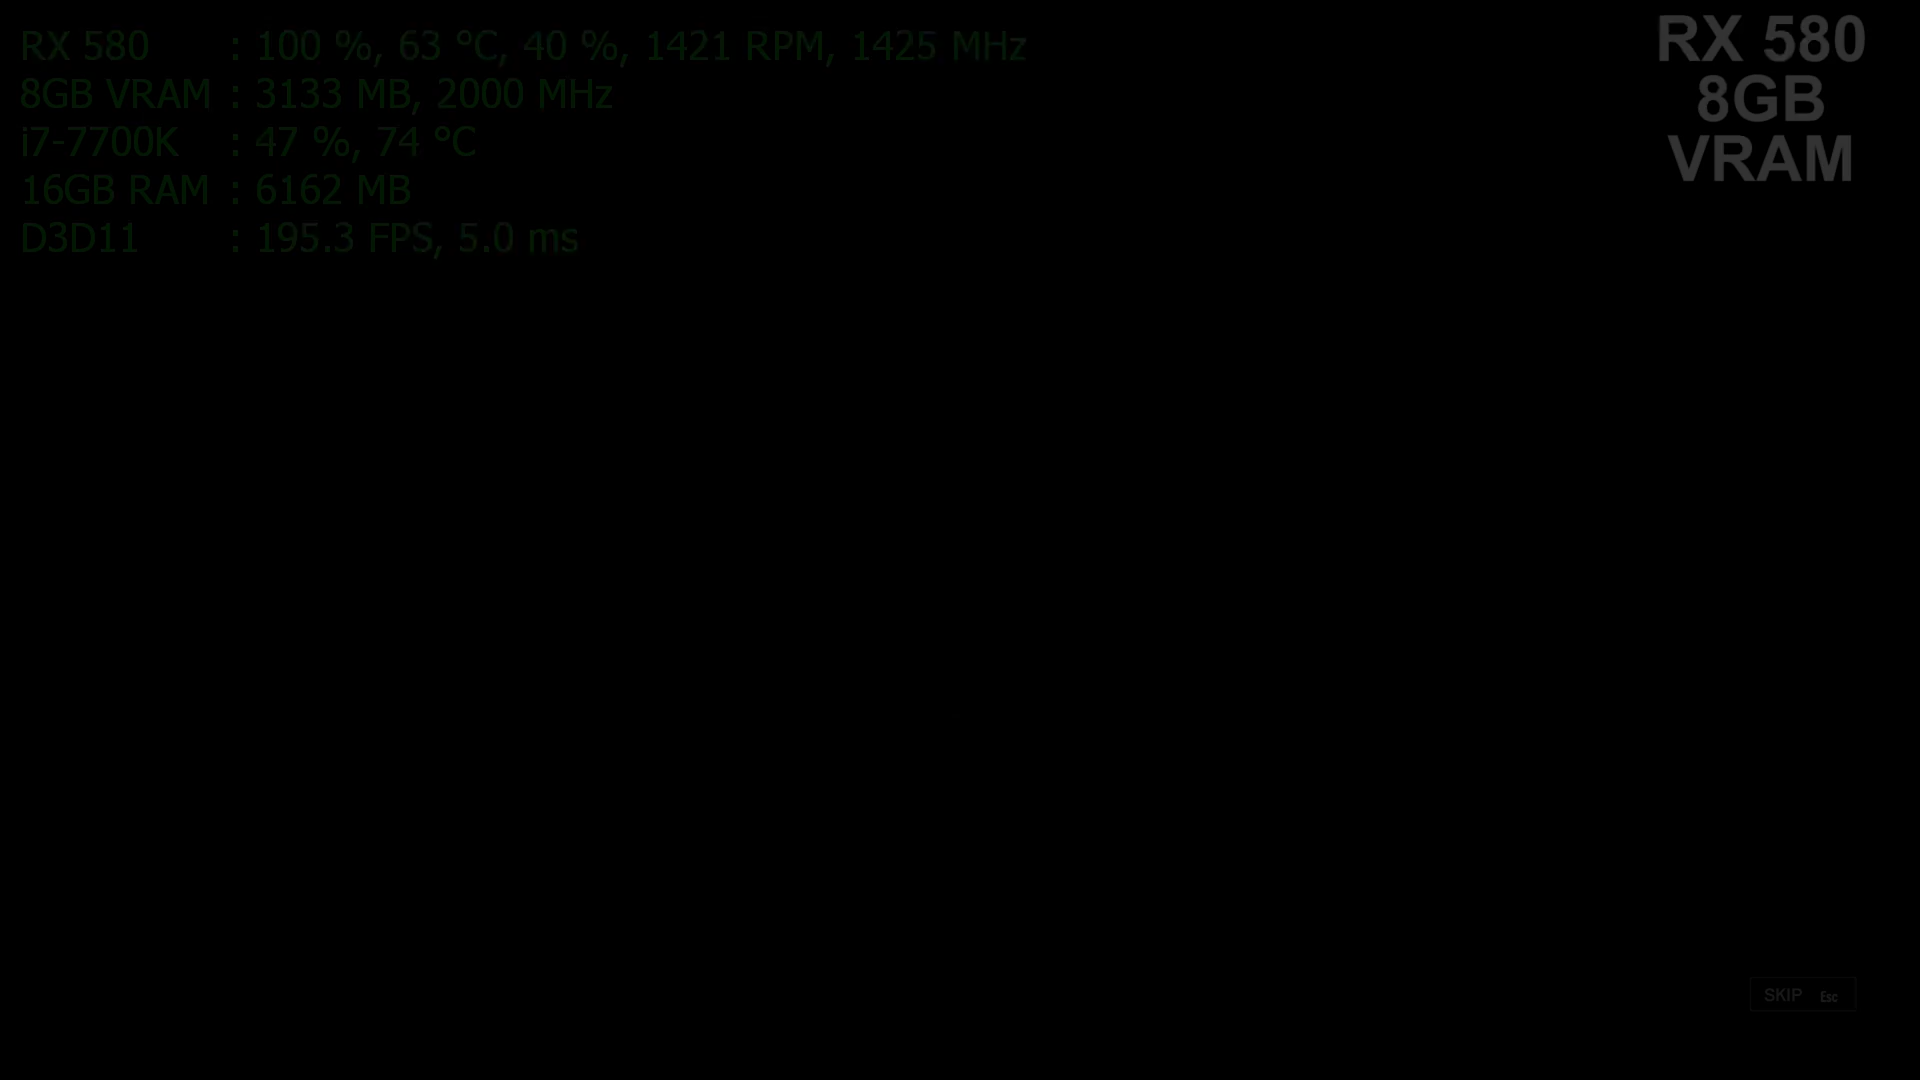 RX 580 : 100 %, 63 °C, 40 %, 1421 RPM, 1425 MHz
8GB VRAM : 3133 MB, 2000 MHz
i7-7700K : 47 %, 74 °C
16GB RAM : 6162 MB
D3D11 : 195.3 FPS, 5.0 ms
RX 580
8GB
VRAM
SKIP Esc